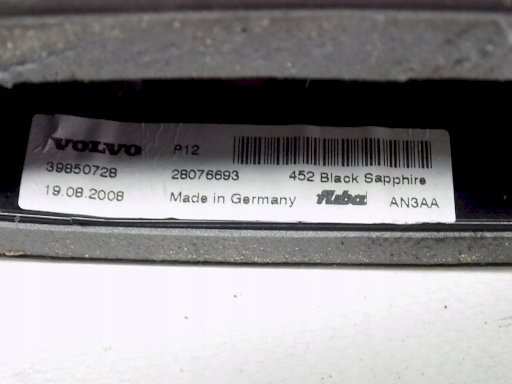 VOLVO P12
39850728 28076693 452 Black Sapphire
19.08.2008 Made in Germany fuba AN3AA